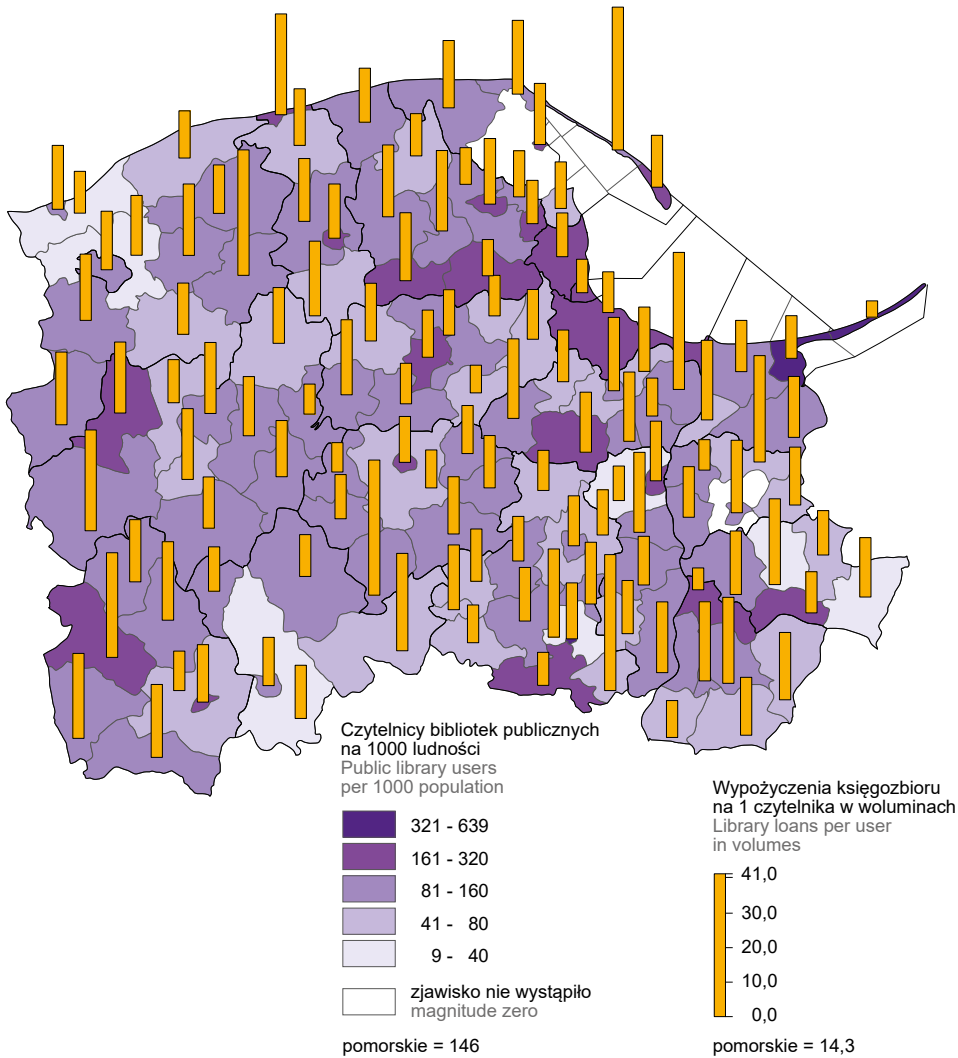 Czytelnicy bibliotek publicznych
na 1000 ludności
Public library users
per 1000 population
321 - 639
161 - 320
81 - 160
41 - 80
9 - 40
zjawisko nie wystąpiło
magnitude zero
pomorskie = 146
Wypożyczenia księgozbioru
na 1 czytelnika w woluminach
Library loans per user
in volumes
41,0
30,0
20,0
10,0
0,0
pomorskie = 14,3